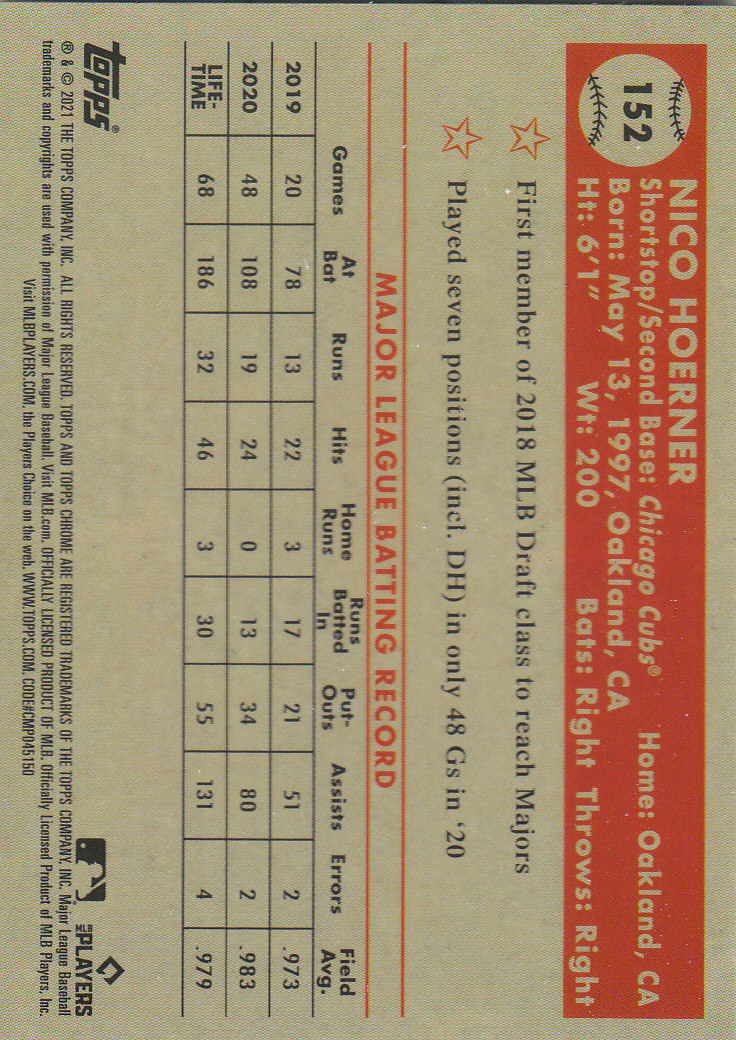 152
NICO HOERNER
Shortstop/Second Base: Chicago Cubs® Home: Oakland, CA
Born: May 13, 1997, Oakland, CA
Ht: 6'1" Wt: 200 Bats: Right Throws: Right
First member of 2018 MLB Draft class to reach Majors
Played seven positions (incl. DH) in only 48 Gs in ‘20
MAJOR LEAGUE BATTING RECORD
Games At Bat Runs Hits Home Runs Runs Batted In Put-Outs Assists Errors Field Avg.
2019 20 78 13 22 3 17 21 51 2 .973
2020 48 108 19 24 0 13 34 80 2 .983
LIFE-TIME 68 186 32 46 3 30 55 131 4 .979
topps®
® & © 2021 THE TOPPS COMPANY, INC. ALL RIGHTS RESERVED. TOPPS AND TOPPS CHROME ARE REGISTERED TRADEMARKS OF THE TOPPS COMPANY, INC. Major League Baseball
trademarks and copyrights are used with permission of Major League Baseball. Visit MLB.com. OFFICIALLY LICENSED PRODUCT OF MLB. Officially Licensed Product of MLB Players, Inc.
Visit MLBPLAYERS.COM, the Players Choice on the web. WWW.TOPPS.COM. CODE#CMP045150
MLB PLAYERS